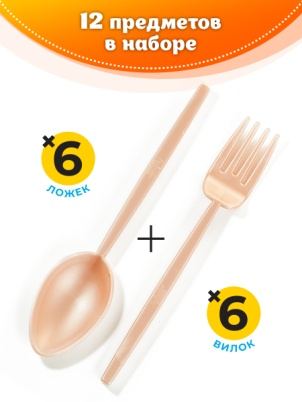 12 предметов
в наборе
×6
ЛОЖЕК
+
×6
ВИЛОК